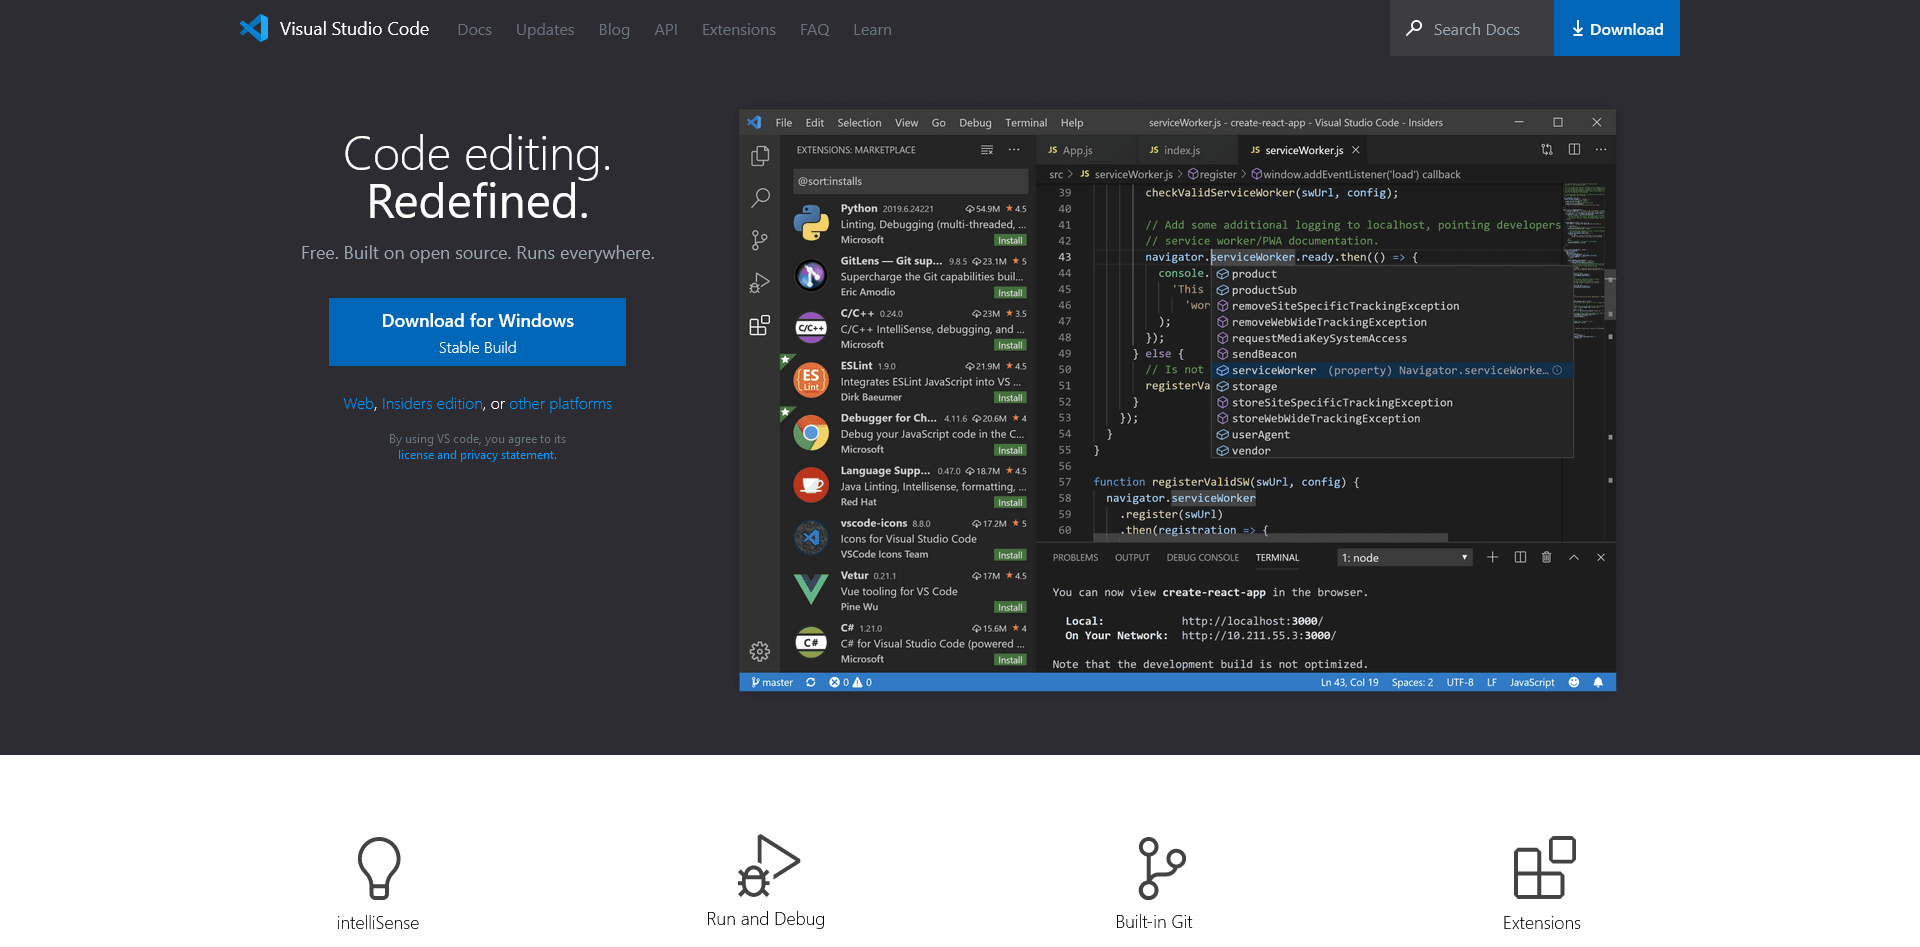 Visual Studio Code
Docs
Updates
Blog
API
Extensions
FAQ
Learn
Search Docs
Download
Code editing.
Redefined.
Free. Built on open source. Runs everywhere.
Download for Windows
Stable Build
Web, Insiders edition, or other platforms
By using VS code, you agree to its
license and privacy statement.
File Edit Selection View Go Debug Terminal Help
serviceWorker.js - create-react-app - Visual Studio Code - Insiders
EXTENSIONS: MARKETPLACE
@sort:installs
Python 2019.6.24221 54.9M 4.5
Linting, Debugging (multi-threaded, ...
Microsoft Install
GitLens — Git sup... 9.8.5 23.1M 5
Supercharge the Git capabilities buil...
Eric Amodio Install
C/C++
C/C++ 0.24.0 23M 3.5
C/C++ IntelliSense, debugging, and ...
Microsoft Install
ES
Lint
ESLint 1.9.0 21.9M 4.5
Integrates ESLint JavaScript into VS ...
Dirk Baeumer Install
Debugger for Ch... 4.11.6 20.6M 4
Debug your JavaScript code in the C...
Microsoft Install
Language Supp... 0.47.0 18.7M 4.5
Java Linting, Intellisense, formatting, ...
Red Hat Install
vscode-icons 8.8.0 17.2M 5
Icons for Visual Studio Code
VSCode Icons Team Install
Vetur 0.21.1 17M 4.5
Vue tooling for VS Code
Pine Wu Install
C#
C# 1.21.0 15.6M 4
C# for Visual Studio Code (powered ...
Microsoft Install
JS App.js
JS index.js
JS serviceWorker.js
src > JS serviceWorker.js > register > window.addEventListener('load') callback
39 checkValidServiceWorker(swUrl, config);
40
41 // Add some additional logging to localhost, pointing developers
42 // service worker/PWA documentation.
43 navigator.serviceWorker.ready.then(() => {
44 console.
45 'This
46 'wor
47 );
48 });
49 } else {
50 // Is not
51 registerVa
52 }
53 });
54 }
55 }
56
57 function registerValidSW(swUrl, config) {
58 navigator.serviceWorker
59 .register(swUrl)
60 .then(registration => {
product
productSub
removeSiteSpecificTrackingException
removeWebWideTrackingException
requestMediaKeySystemAccess
sendBeacon
serviceWorker (property) Navigator.serviceWorke...
storage
storeSiteSpecificTrackingException
storeWebWideTrackingException
userAgent
vendor
PROBLEMS OUTPUT DEBUG CONSOLE TERMINAL 1: node
You can now view create-react-app in the browser.
Local: http://localhost:3000/
On Your Network: http://10.211.55.3:3000/
Note that the development build is not optimized.
master 0 0
Ln 43, Col 19 Spaces: 2 UTF-8 LF JavaScript
intelliSense
Run and Debug
Built-in Git
Extensions